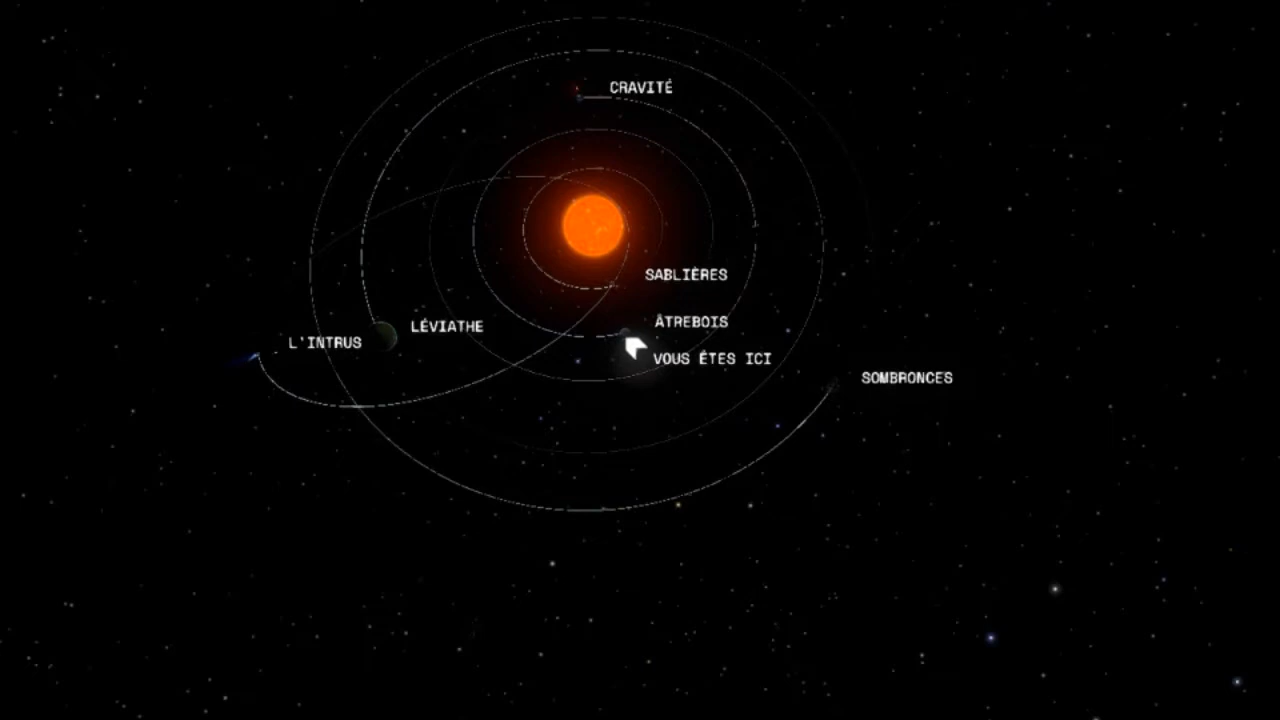 CRAVITÉ
SABLIÈRES
ÂTREBOIS
LÉVIATHE
L'INTRUS
VOUS ÊTES ICI
SOMBRONCES